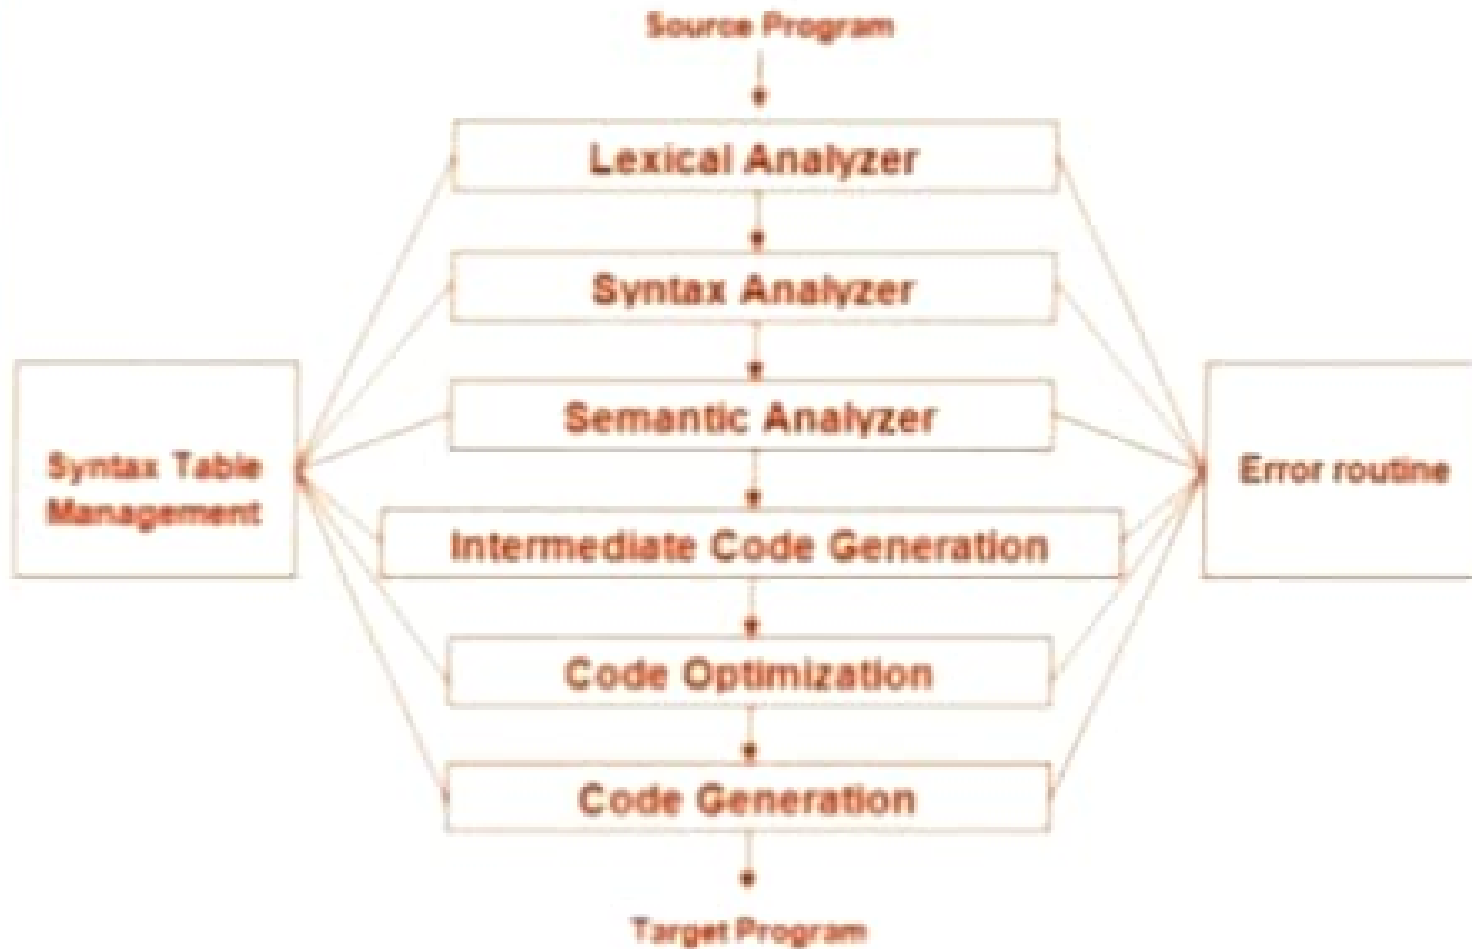 Source Program
Lexical Analyzer
Syntax Analyzer
Semantic Analyzer
Syntax Table
Management
Error routine
Intermediate Code Generation
Code Optimization
Code Generation
Target Program